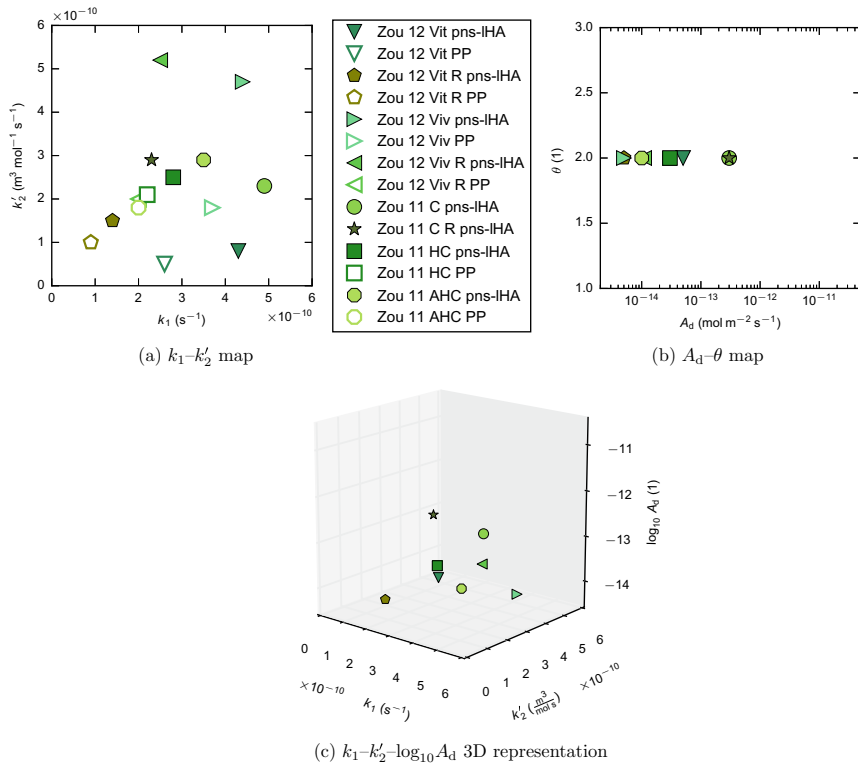 ×10⁻¹⁰
6
5
4
3
2
1
0
k′₂ (m³ mol⁻¹ s⁻¹)
0 1 2 3 4 5 6
×10⁻¹⁰
k₁ (s⁻¹)
(a) k₁–k′₂ map
Zou 12 Vit pns-lHA
Zou 12 Vit PP
Zou 12 Vit R pns-lHA
Zou 12 Vit R PP
Zou 12 Viv pns-lHA
Zou 12 Viv PP
Zou 12 Viv R pns-lHA
Zou 12 Viv R PP
Zou 11 C pns-lHA
Zou 11 C R pns-lHA
Zou 11 HC pns-lHA
Zou 11 HC PP
Zou 11 AHC pns-lHA
Zou 11 AHC PP
3.0
2.5
2.0
1.5
1.0
θ (1)
10⁻¹⁴ 10⁻¹³ 10⁻¹² 10⁻¹¹
A_d (mol m⁻² s⁻¹)
(b) A_d–θ map
−11
−12
−13
−14
log₁₀ A_d (1)
0 1 2 3 4 5 6
×10⁻¹⁰
k₁ (s⁻¹)
0 1 2 3 4 5 6
×10⁻¹⁰
k′₂ (m³/mol s)
(c) k₁–k′₂–log₁₀ A_d 3D representation